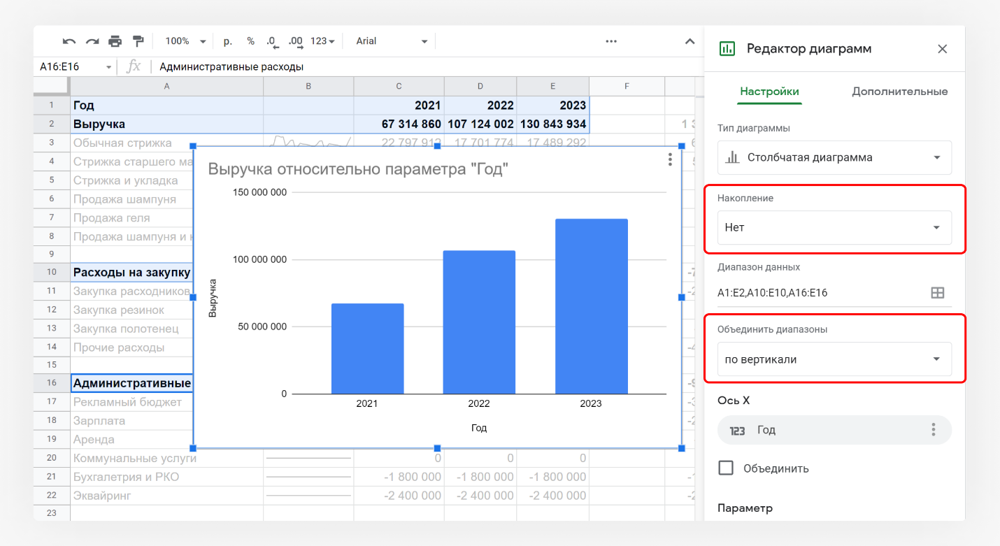 100% р. % .0 .00 123 Arial
A16:E16 fx Административные расходы
A B C D E F
1 Год 2021 2022 2023
2 Выручка 67 314 860 107 124 002 130 843 934
3 Обычная стрижка 22 797 912 17 701 774 17 489 292
4 Стрижка старшего ма
5 Стрижка и укладка
6 Продажа шампуня
7 Продажа геля
8 Продажа шампуня и
9
10 Расходы на закупку
11 Закупка расходников
12 Закупка резинок
13 Закупка полотенец
14 Прочие расходы
15
16 Административные
17 Рекламный бюджет
18 Зарплата
19 Аренда
20 Коммунальные услуги 0 0 0
21 Бухгалетрия и РКО -1 800 000 -1 800 000 -1 800 000
22 Эквайринг -2 400 000 -2 400 000 -2 400 000
23
Выручка относительно параметра "Год"
150 000 000
100 000 000
50 000 000
0
Выручка
2021 2022 2023
Год
Редактор диаграмм
Настройки Дополнительные
Тип диаграммы
Столбчатая диаграмма
Накопление
Нет
Диапазон данных
A1:E2,A10:E10,A16:E16
Объединить диапазоны
по вертикали
Ось X
123 Год
Объединить
Параметр